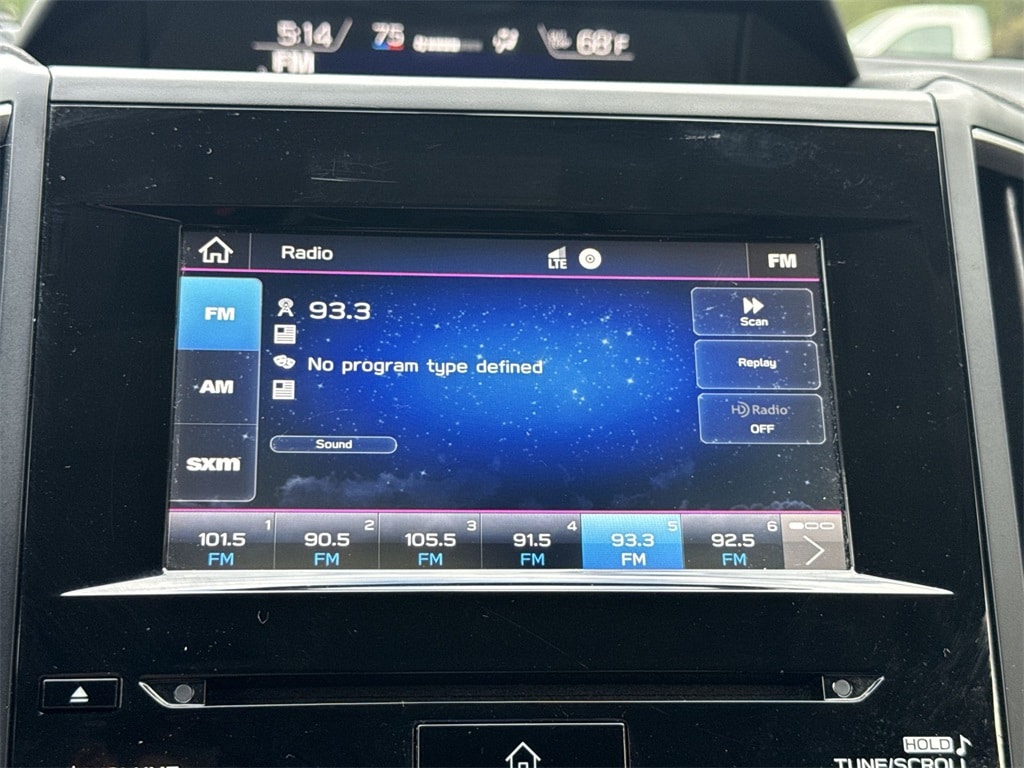 5:14 75 68°F
FM
Radio LTE FM
FM 93.3 Scan
No program type defined Replay
AM
HD Radio
OFF
Sound
sxm
1 2 3 4 5 6
101.5 90.5 105.5 91.5 93.3 92.5
FM FM FM FM FM FM
HOLD
TUNE/SCROLL